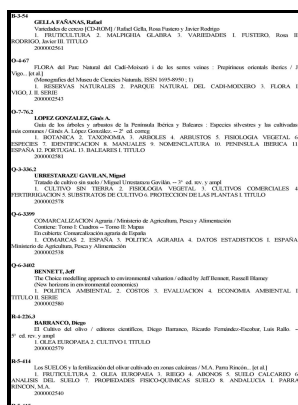 B-3-54
GELLA FAÑANAS, Rafael
Variedades de cerezo [CD-ROM] / Rafael Gella, Rosa Fustero y Javier Rodrigo
1. FRUTICULTURA 2. MALPIGHIA GLABRA 3. VARIEDADES I. FUSTERO, Rosa II
RODRIGO, Javier III. TITULO
2000002561
O-4-67
FLORA del Parc Natural del Cadí-Moixeró i de les serres veïnes : Prepirineus orientals ibèrics / J
Vigo... [et al.]
(Monografies del Museu de Ciències Naturals, ISSN 1695-8950 ; 1)
1. RESERVAS NATURALES 2. PARQUE NATURAL DEL CADI-MOIXERO 3. FLORA I
VIGO, J. II. SERIE
2000002543
O-7-76,2
LOPEZ GONZALEZ, Ginés A.
Guía de los árboles y arbustos de la Península Ibérica y Baleares : Especies silvestres y las cultivadas
más comunes / Ginés A. López González. -- 2ª ed. corregida
1. BOTANICA 2. TAXONOMIA 3. ARBOLES 4. ARBUSTOS 5. FISIOLOGIA VEGETAL 6
ESPECIES 7. IDENTIFICACION 8. MANUALES 9. NOMENCLATURA 10. PENINSULA IBERICA 11
ESPAÑA 12. PORTUGAL 13. BALEARES I. TITULO
2000002581
Q-3-336,2
URRESTARAZU GAVILAN, Miguel
Tratado de cultivo sin suelo / Miguel Urrestarazu Gavilán. -- 3ª ed. rev. y ampl
1. CULTIVO SIN TIERRA 2. FISIOLOGIA VEGETAL 3. CULTIVOS COMERCIALES 4
FERTIRRIGACION 5. SUBSTRATOS DE CULTIVO 6. PROTECCION DE LAS PLANTAS I. TITULO
2000002578
Q-6-3399
COMARCALIZACION Agraria / Ministerio de Agricultura, Pesca y Alimentación
Contiene: Tomo I: Cuadros -- Tomo II: Mapas
En cubierta: Comarcalización agraria de España
1. COMARCAS 2. ESPAÑA 3. POLITICA AGRARIA 4. DATOS ESTADISTICOS I. ESPAÑA
Ministerio de Agricultura, Pesca y Alimentación
2000002538
Q-6-3402
BENNETT, Jeff
The Choice modelling approach to environmental valuation / edited by Jeff Bennett, Russell Blamey
(New horizons in environmental economics)
1. POLITICA AMBIENTAL 2. COSTOS 3. EVALUACION 4. ECONOMIA AMBIENTAL I
TITULO II. SERIE
2000002580
R-4-226,3
BARRANCO, Diego
El Cultivo del olivo / editores científicos, Diego Barranco, Ricardo Fernández-Escobar, Luis Rallo. --
5ª ed. rev. y ampl
1. OLEA EUROPAEA 2. CULTIVO I. TITULO
2000002579
R-5-414
Los SUELOS y la fertilización del olivar cultivado en zonas calcáreas / M.A. Parra Rincón.. [et al.]
1. FRUTICULTURA 2. OLEA EUROPAEA 3. RIEGO 4. ABONOS 5. SUELO CALCAREO 6
ANALISIS DEL SUELO 7. PROPIEDADES FISICO-QUIMICAS SUELO 8. ANDALUCIA I. PARRA
RINCON, M.A.
2000002540